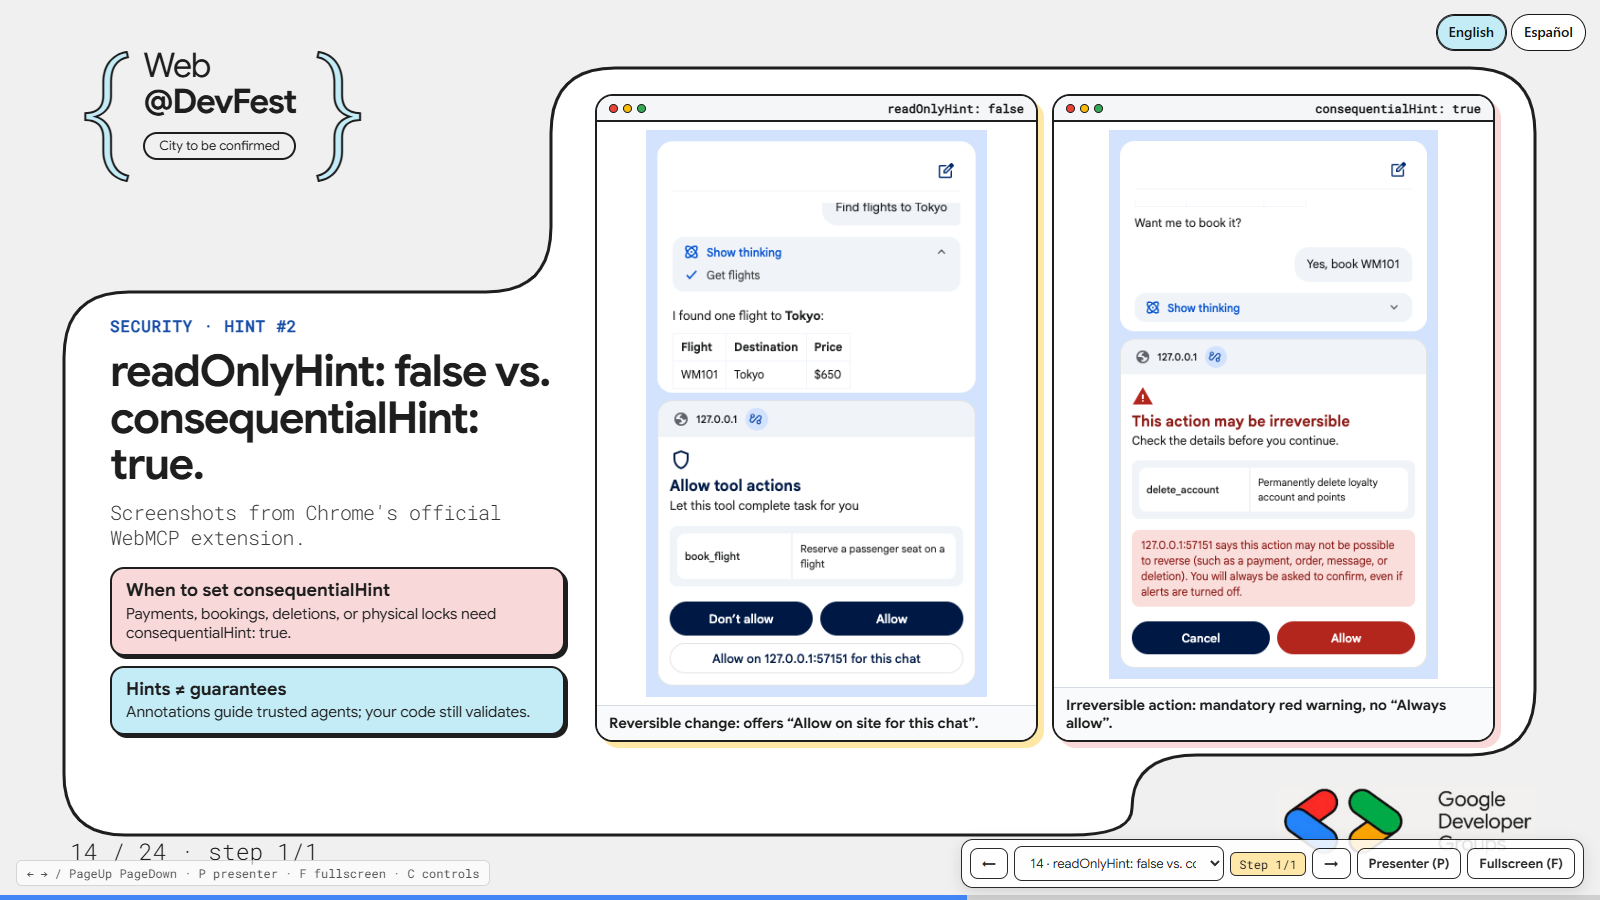 English
Español
Web
@DevFest
City to be confirmed
SECURITY · HINT #2
readOnlyHint: false vs.
consequentialHint:
true.
Screenshots from Chrome's official
WebMCP extension.
When to set consequentialHint
Payments, bookings, deletions, or physical locks need
consequentialHint: true.
Hints ≠ guarantees
Annotations guide trusted agents; your code still validates.
readOnlyHint: false
Find flights to Tokyo
Show thinking
Get flights
I found one flight to Tokyo:
Flight Destination Price
WM101 Tokyo $650
127.0.0.1
Allow tool actions
Let this tool complete task for you
book_flight
Reserve a passenger seat on a
flight
Don't allow
Allow
Allow on 127.0.0.1:57151 for this chat
Reversible change: offers “Allow on site for this chat”.
consequentialHint: true
Want me to book it?
Yes, book WM101
Show thinking
127.0.0.1
This action may be irreversible
Check the details before you continue.
delete_account
Permanently delete loyalty
account and points
127.0.0.1:57151 says this action may not be possible
to reverse (such as a payment, order, message, or
deletion). You will always be asked to confirm, even if
alerts are turned off.
Cancel
Allow
Irreversible action: mandatory red warning, no “Always
allow”.
Google
Developer
Groups
14 / 24 · step 1/1
← → / PageUp PageDown · P presenter · F fullscreen · C controls
←
14 · readOnlyHint: false vs. cc
Step 1/1
→
Presenter (P)
Fullscreen (F)